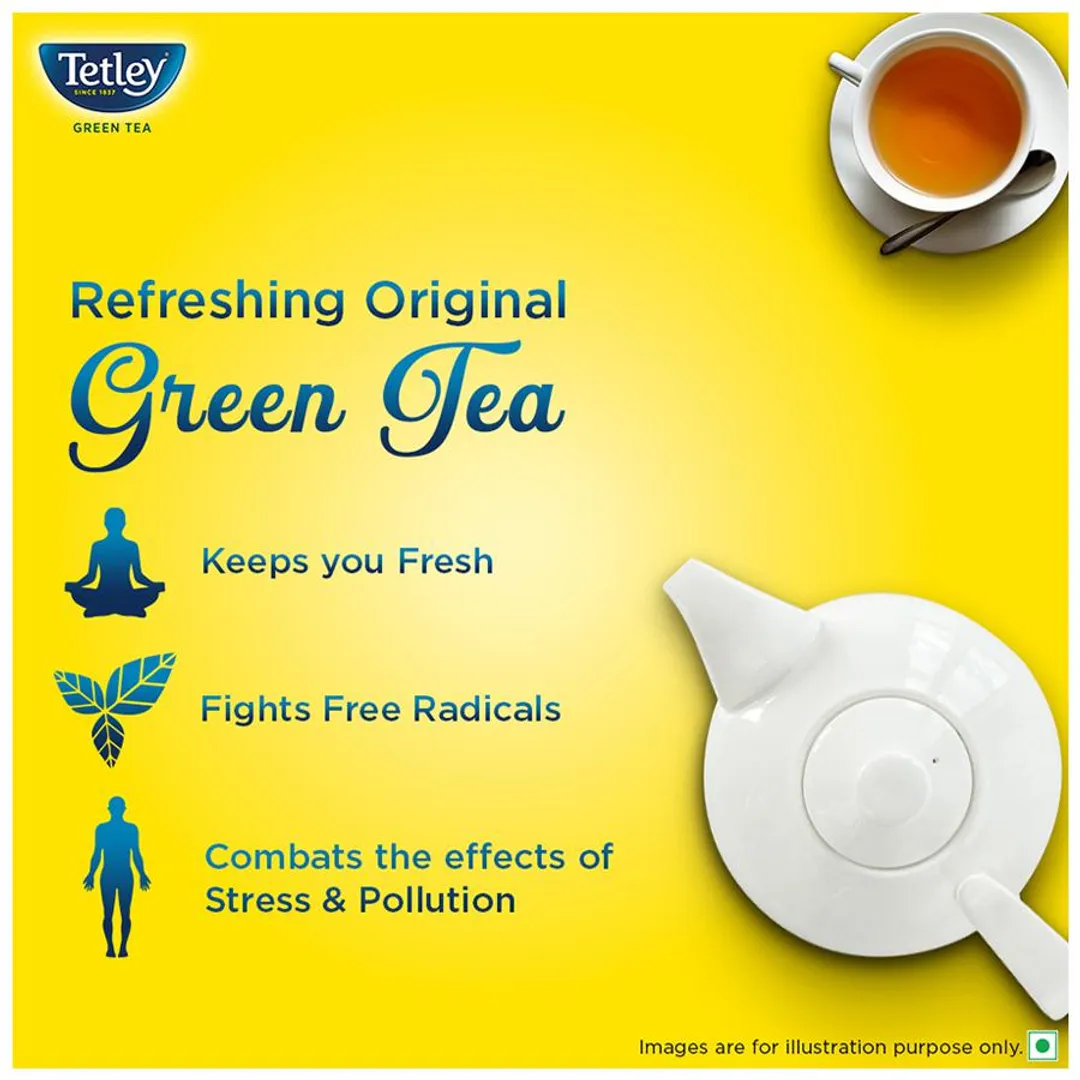 Tetley
SINCE 1837
GREEN TEA
Refreshing Original
Green Tea
Keeps you Fresh
Fights Free Radicals
Combats the effects of
Stress & Pollution
Images are for illustration purpose only.